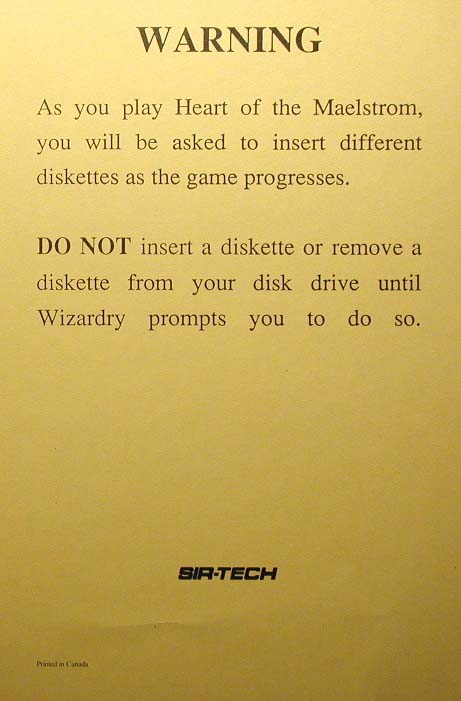 WARNING
As you play Heart of the Maelstrom,
you will be asked to insert different
diskettes as the game progresses.
DO NOT insert a diskette or remove a
diskette from your disk drive until
Wizardry prompts you to do so.
SIR-TECH
Printed in Canada